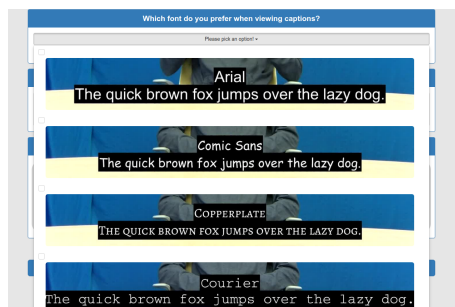 Which font do you prefer when viewing captions?
Please pick an option!
Arial
The quick brown fox jumps over the lazy dog.
Comic Sans
The quick brown fox jumps over the lazy dog.
Copperplate
The quick brown fox jumps over the lazy dog.
Courier
The quick brown fox jumps over the lazy dog.